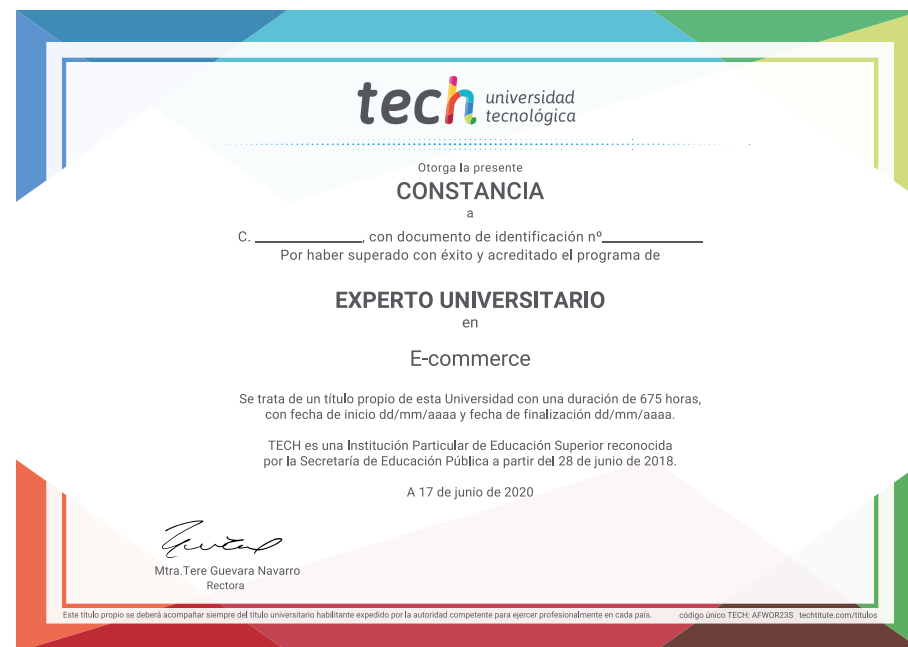 tech universidad
tecnológica
Otorga la presente
CONSTANCIA
a
C. ______________, con documento de identificación nº______________
Por haber superado con éxito y acreditado el programa de
EXPERTO UNIVERSITARIO
en
E-commerce
Se trata de un título propio de esta Universidad con una duración de 675 horas,
con fecha de inicio dd/mm/aaaa y fecha de finalización dd/mm/aaaa.
TECH es una Institución Particular de Educación Superior reconocida
por la Secretaría de Educación Pública a partir del 28 de junio de 2018.
A 17 de junio de 2020
Mtra.Tere Guevara Navarro
Rectora
Este título propio se deberá acompañar siempre del título universitario habilitante expedido por la autoridad competente para ejercer profesionalmente en cada país. código único TECH: AFWOR23S techtitute.com/titulos